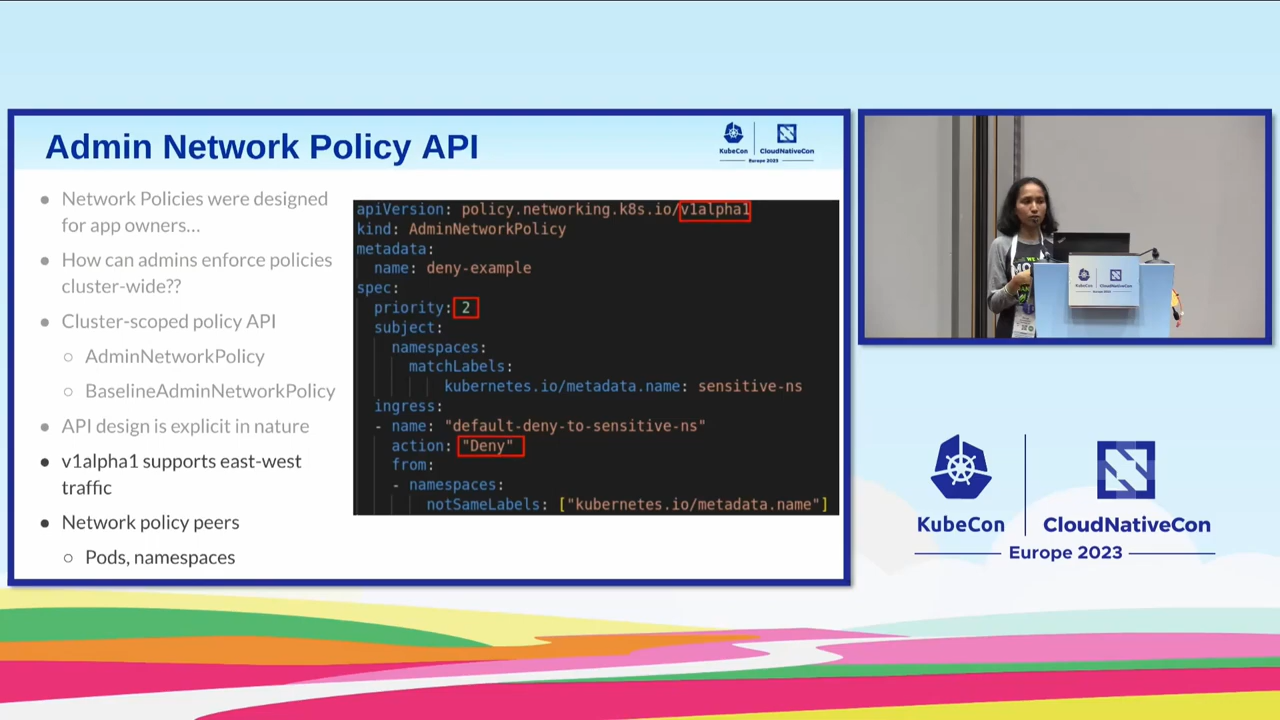 Admin Network Policy API
KubeCon
CloudNativeCon
Europe 2023
Network Policies were designed
for app owners...
How can admins enforce policies
cluster-wide??
Cluster-scoped policy API
AdminNetworkPolicy
BaselineAdminNetworkPolicy
API design is explicit in nature
v1alpha1 supports east-west
traffic
Network policy peers
Pods, namespaces
apiVersion: policy.networking.k8s.io/v1alpha1
kind: AdminNetworkPolicy
metadata:
name: deny-example
spec:
priority: 2
subject:
namespaces:
matchLabels:
kubernetes.io/metadata.name: sensitive-ns
ingress:
- name: "default-deny-to-sensitive-ns"
action: "Deny"
from:
- namespaces:
notSameLabels: ["kubernetes.io/metadata.name"]
KubeCon
CloudNativeCon
Europe 2023